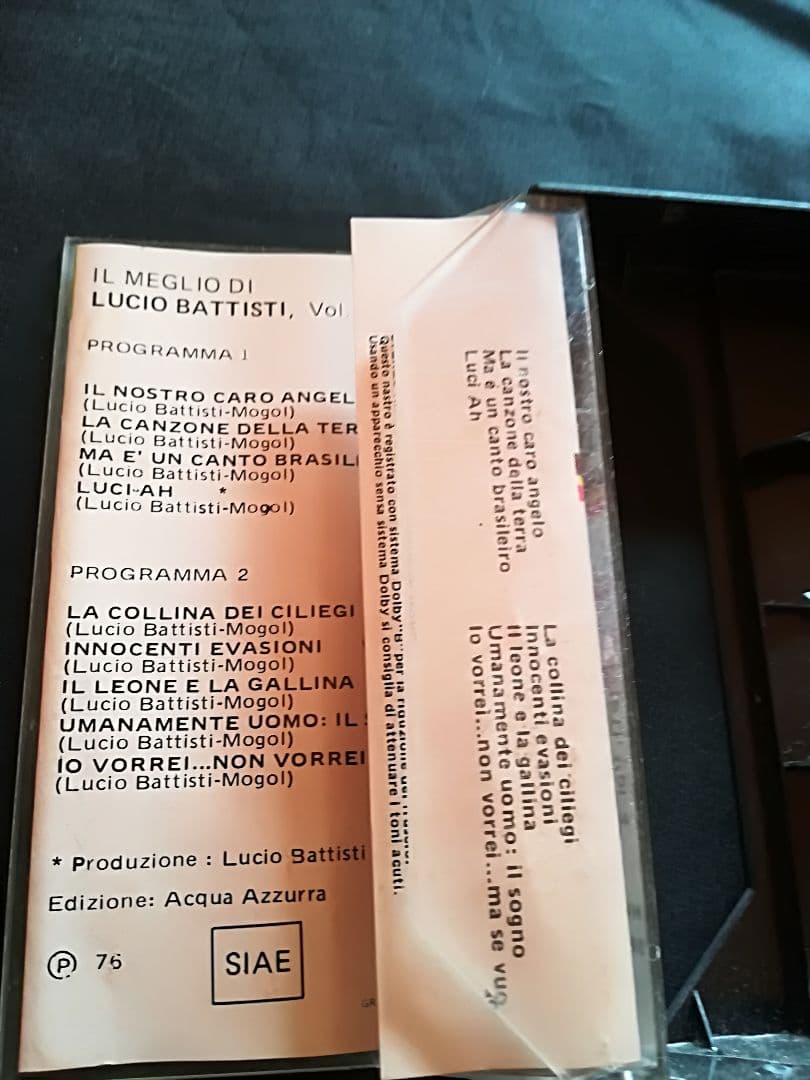 IL MEGLIO DI
LUCIO BATTISTI, Vol.
PROGRAMMA 1
IL NOSTRO CARO ANGEL
(Lucio Battisti-Mogol)
LA CANZONE DELLA TER
(Lucio Battisti-Mogol)
MA E' UN CANTO BRASILI
(Lucio Battisti-Mogol)
LUCI-AH *
(Lucio Battisti-Mogol)
PROGRAMMA 2
LA COLLINA DEI CILIEGI
(Lucio Battisti-Mogol)
INNOCENTI EVASIONI
(Lucio Battisti-Mogol)
IL LEONE E LA GALLINA
(Lucio Battisti-Mogol)
UMANAMENTE UOMO: IL
(Lucio Battisti-Mogol)
IO VORREI...NON VORREI
(Lucio Battisti-Mogol)
* Produzione : Lucio Battisti
Edizione: Acqua Azzurra
Ⓟ 76
SIAE
GR
Il nostro caro angelo
La canzone della terra
Ma é un canto brasileiro
Luci Ah
La collina dei ciliegi
Innocenti evasioni
Il leone e la gallina
Umanamente uomo: il sogno
Io vorrei...non vorrei...ma se vuoi
Questo nastro è registrato con sistema Dolby "B" per la riduzione del
Usando un apparecchio senza sistema Dolby si consiglia di attenuare i toni acuti.